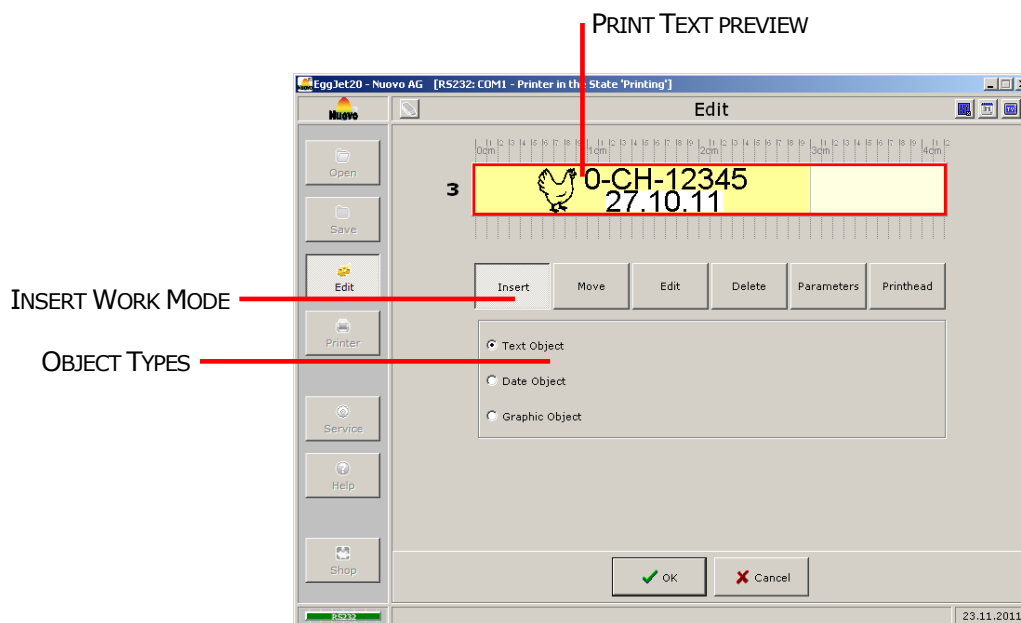 PRINT TEXT PREVIEW
EggJet20 - Nuovo AG [RS232: COM1 - Printer in the State 'Printing']
Nuovo
Edit
0cm 1cm 2cm 3cm 4cm
Open
3
0-CH-12345
27.10.11
Save
Edit
Insert Move Edit Delete Parameters Printhead
INSERT WORK MODE
Printer
Text Object
OBJECT TYPES
Date Object
Graphic Object
Service
Help
Shop
OK Cancel
RS232
23.11.2011